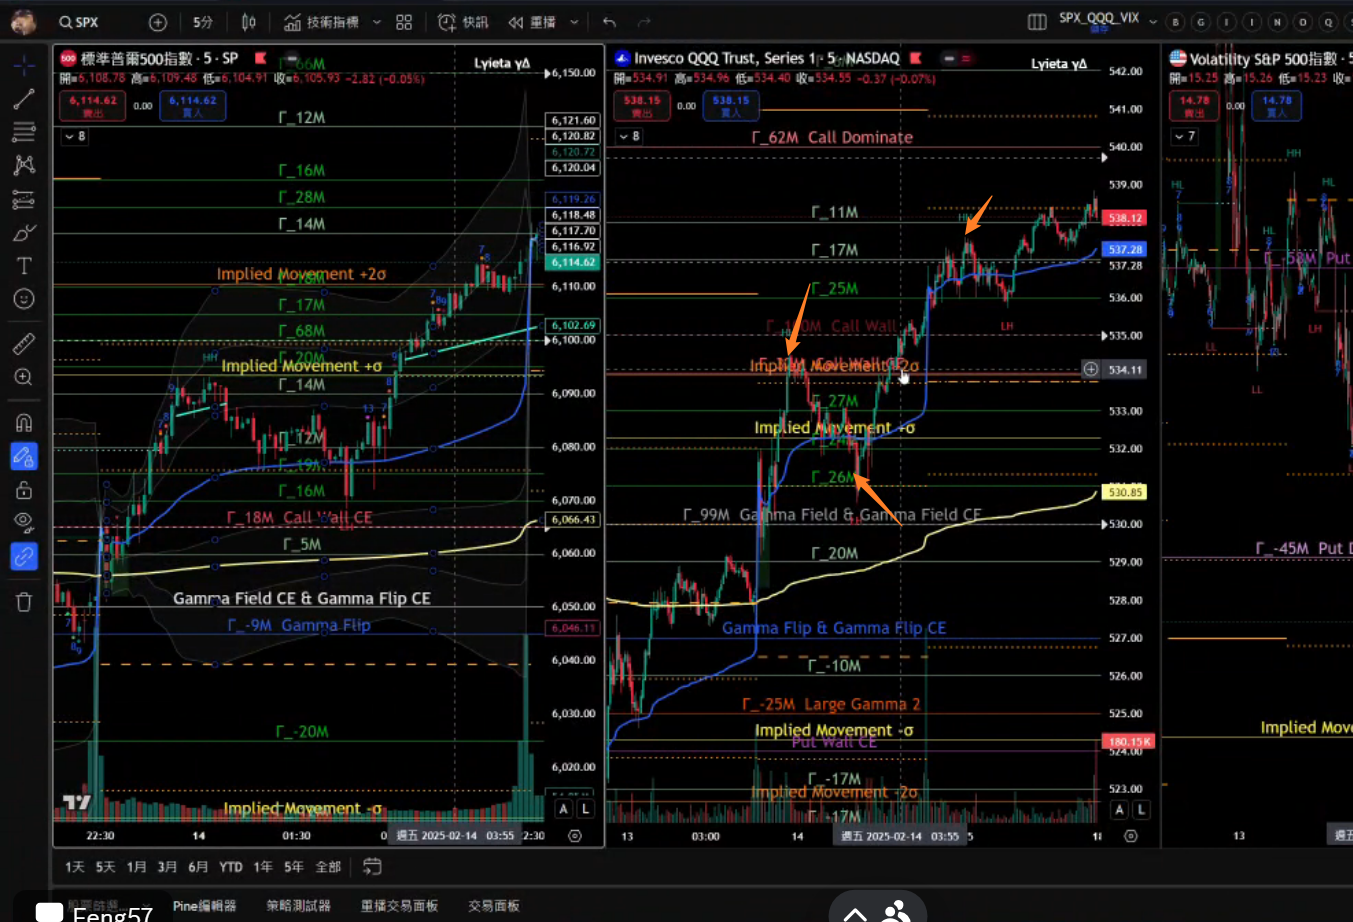 SPX
5分
技術指標
快訊
重播
SPX_QQQ_VIX
儲存
B G I I N O Q
標準普爾500指數 · 5 · SP
Lyieta γΔ
開=6,108.78 高=6,109.48 低=6,104.91 收=6,105.93 −2.82 (−0.05%)
6,114.62
賣出
0.00
6,114.62
買入
8
Γ_66M
Γ_12M
Γ_16M
Γ_28M
Γ_14M
Implied Movement +2σ
Γ_17M
Γ_68M
Γ_20M
HH
Implied Movement +σ
Γ_14M
Γ_12M
Γ_19M
Γ_16M
Γ_18M Call Wall CE
Γ_5M
Gamma Field CE & Gamma Flip CE
Γ_-9M Gamma Flip
Γ_-20M
Implied Movement -σ
6,150.00
6,121.60
6,120.82
6,120.72
6,120.04
6,119.26
6,118.48
6,117.70
6,116.92
6,114.62
6,110.00
6,102.69
6,100.00
6,090.00
6,080.00
6,070.00
6,066.43
6,060.00
6,050.00
6,046.11
6,040.00
6,030.00
6,020.00
A L
22:30
14
01:30
週五 2025-02-14 03:55
2:30
Invesco QQQ Trust, Series 1 · 5 · NASDAQ
Lyieta γΔ
開=534.91 高=534.96 低=534.40 收=534.55 −0.37 (−0.07%)
538.15
賣出
0.00
538.15
買入
8
Γ_62M Call Dominate
Γ_11M
Γ_17M
Γ_25M
Call Wall
Call Wall CE
Implied Movement +2σ
Γ_27M
Implied Movement +σ
Γ_26M
Γ_99M Gamma Field & Gamma Field CE
Γ_20M
Gamma Flip & Gamma Flip CE
Γ_-10M
Γ_-25M Large Gamma 2
Implied Movement -σ
Put Wall CE
Γ_-17M
Implied Movement -2σ
Γ_-17M
LH
542.00
541.00
540.00
539.00
538.12
537.28
537.28
536.00
535.00
534.11
533.00
532.00
530.85
530.00
529.00
528.00
527.00
526.00
525.00
180.15K
524.00
523.00
A L
13
03:00
14
週五 2025-02-14 03:55
Volatility S&P 500指數 · 5
開=15.25 高=15.26 低=15.23 收=
14.78
賣出
0.00
14.78
買入
7
HH
HL
HL
HL
LH
LL
LL
Put
Γ_-45M Put
Implied Mov
13
週五
1天 5天 1月 3月 6月 YTD 1年 5年 全部
Pine編輯器 策略測試器 重播交易面板 交易面板
Feng57